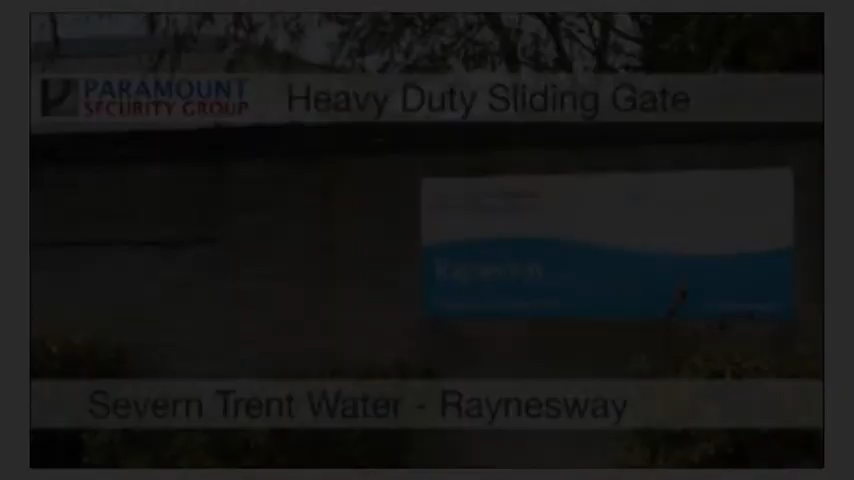 PARAMOUNT
SECURITY GROUP
Heavy Duty Sliding Gate
Severn Trent Water - Raynesway